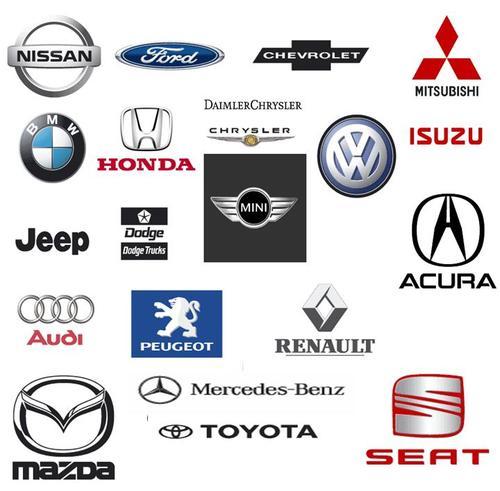 NISSAN
Ford
CHEVROLET
MITSUBISHI
BMW
HONDA
DAIMLERCHRYSLER
CHRYSLER
VW
ISUZU
MINI
Jeep
Dodge
Dodge Trucks
ACURA
Audi
PEUGEOT
RENAULT
mazda
Mercedes-Benz
TOYOTA
SEAT